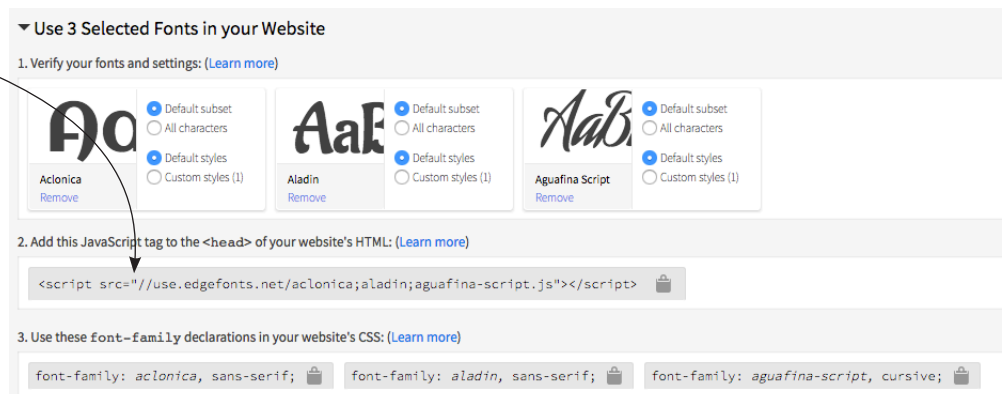 Use 3 Selected Fonts in your Website
1. Verify your fonts and settings: (Learn more)
Aa
Default subset
All characters
Default styles
Custom styles (1)
Aclonica
Remove
AaB
Default subset
All characters
Default styles
Custom styles (1)
Aladin
Remove
AaB
Default subset
All characters
Default styles
Custom styles (1)
Aguafina Script
Remove
2. Add this JavaScript tag to the <head> of your website's HTML: (Learn more)
<script src="//use.edgefonts.net/aclonica;aladin;aguafina-script.js"></script>
3. Use these font-family declarations in your website's CSS: (Learn more)
font-family: aclonica, sans-serif;
font-family: aladin, sans-serif;
font-family: aguafina-script, cursive;